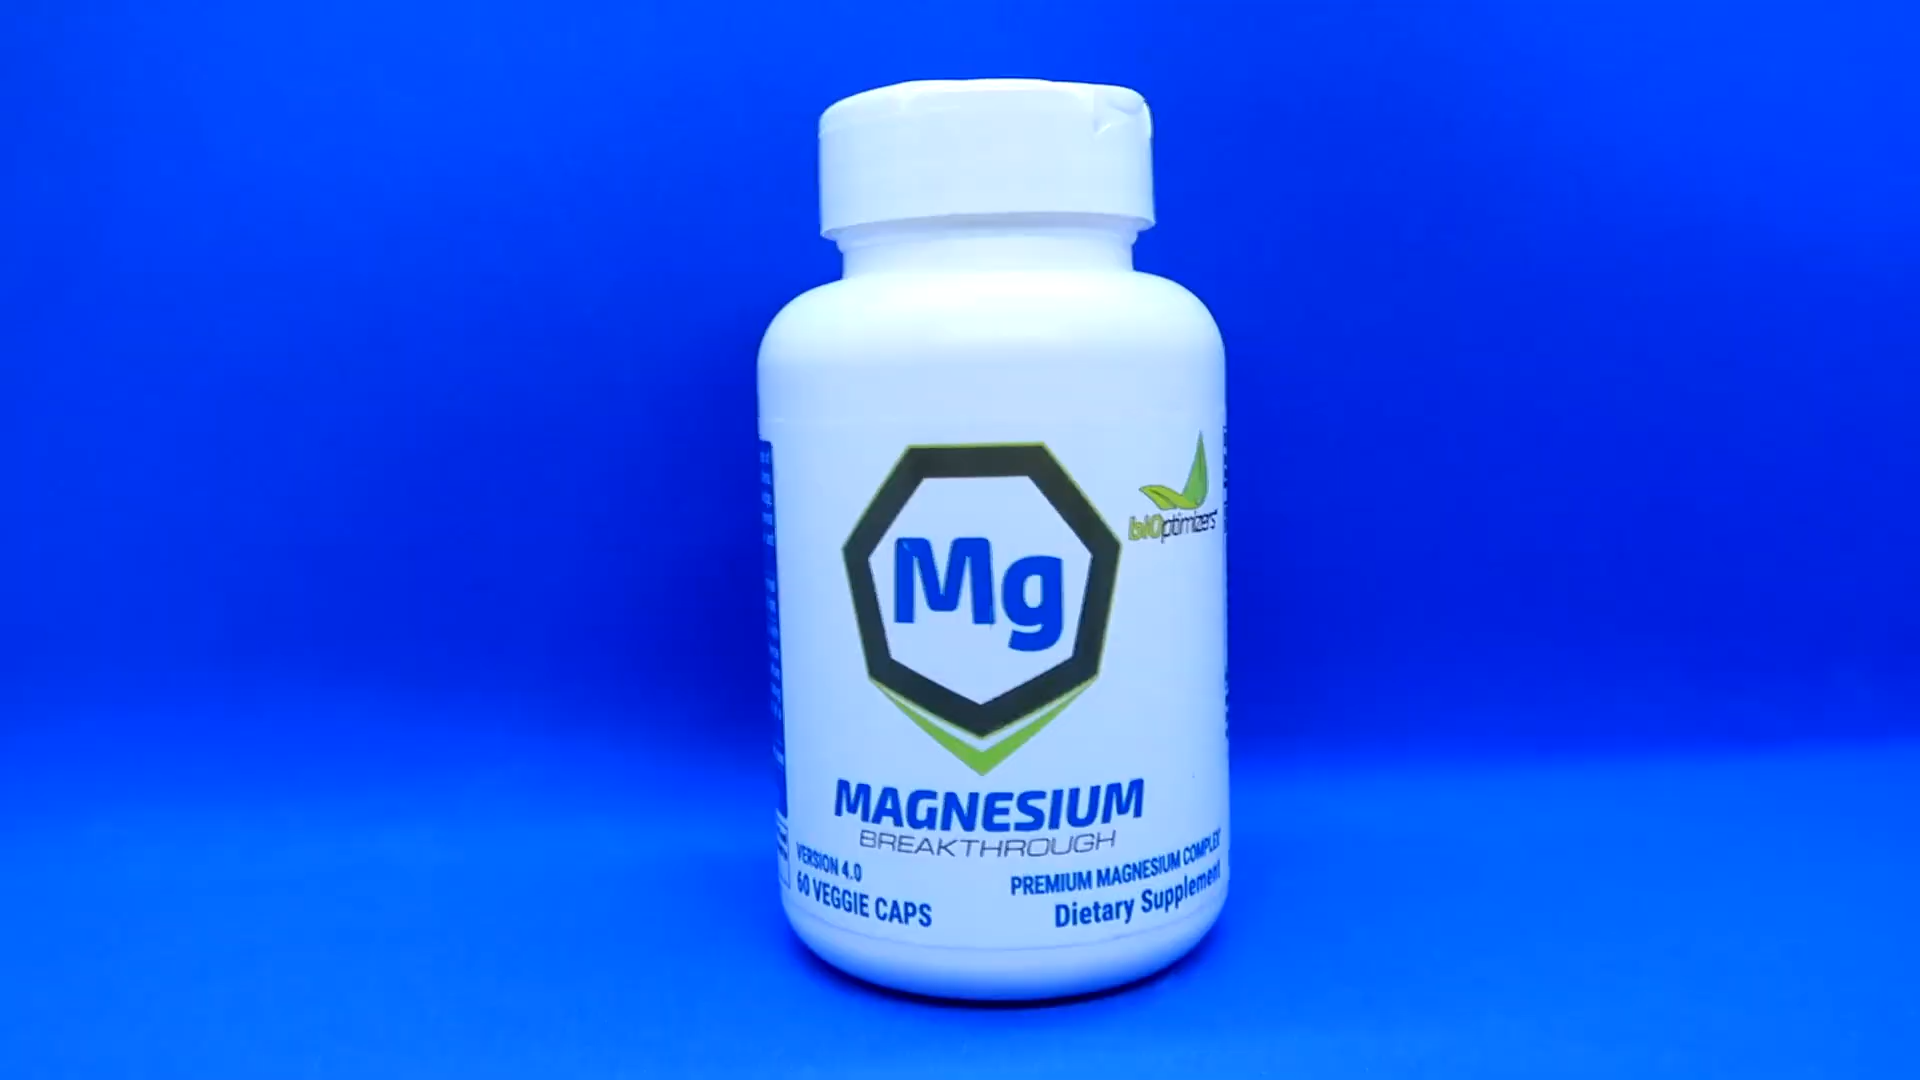 biOptimizers
Mg
MAGNESIUM
BREAKTHROUGH
VERSION 4.0
60 VEGGIE CAPS
PREMIUM MAGNESIUM COMPLEX
Dietary Supplement